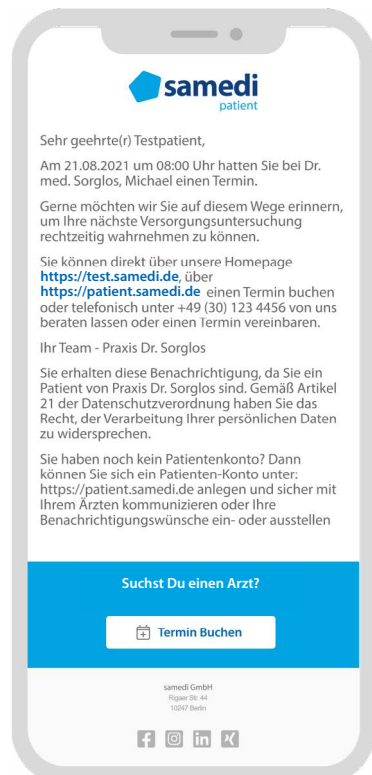 samedi
patient
Sehr geehrte(r) Testpatient,
Am 21.08.2021 um 08:00 Uhr hatten Sie bei Dr.
med. Sorglos, Michael einen Termin.
Gerne möchten wir Sie auf diesem Wege erinnern,
um Ihre nächste Versorgungsuntersuchung
rechtzeitig wahrnehmen zu können.
Sie können direkt über unsere Homepage
https://test.samedi.de, über
https://patient.samedi.de einen Termin buchen
oder telefonisch unter +49 (30) 123 4456 von uns
beraten lassen oder einen Termin vereinbaren.
Ihr Team - Praxis Dr. Sorglos
Sie erhalten diese Benachrichtigung, da Sie ein
Patient von Praxis Dr. Sorglos sind. Gemäß Artikel
21 der Datenschutzverordnung haben Sie das
Recht, der Verarbeitung Ihrer persönlichen Daten
zu widersprechen.
Sie haben noch kein Patientenkonto? Dann
können Sie sich ein Patienten-Konto unter:
https://patient.samedi.de anlegen und sicher mit
Ihrem Ärzten kommunizieren oder Ihre
Benachrichtigungswünsche ein- oder ausstellen
Suchst Du einen Arzt?
Termin Buchen
samedi GmbH
Rigaer Str. 44
10247 Berlin